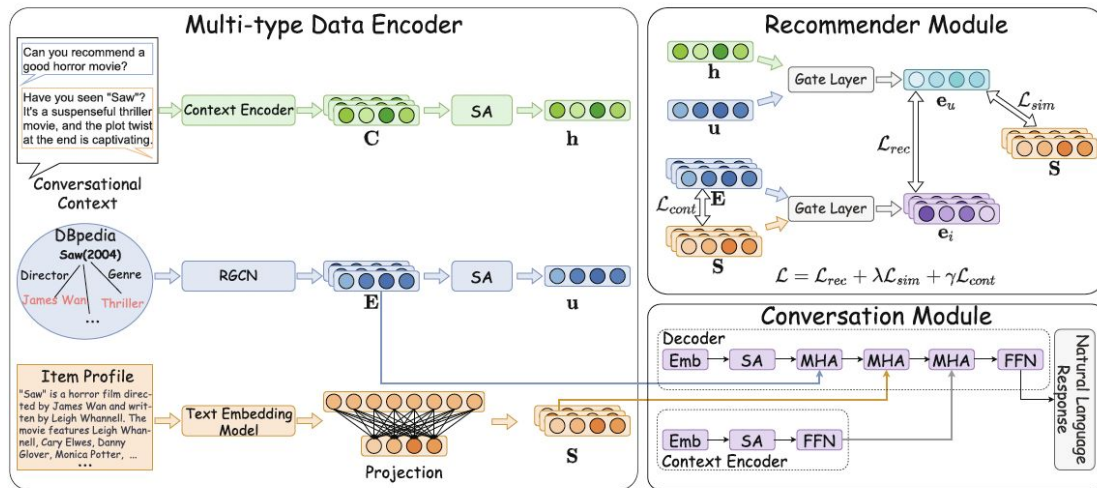 Multi-type Data Encoder
Can you recommend a
good horror movie?
Have you seen "Saw"?
It's a suspenseful thriller
movie, and the plot twist
at the end is captivating.
Conversational
Context
Context Encoder
C
SA
h
DBpedia
Saw(2004)
Director
Genre
James Wan
Thriller
...
RGCN
E
SA
u
Item Profile
"Saw" is a horror film direc-
ted by James Wan and writ-
ten by Leigh Whannell. The
movie features Leigh Whan-
nell, Cary Elwes, Danny
Glover, Monica Potter, ...
...
Text Embedding
Model
Projection
S
Recommender Module
h
u
Gate Layer
e_u
ℒ_sim
S
ℒ_rec
E
ℒ_cont
S
Gate Layer
e_i
ℒ = ℒ_rec + λℒ_sim + γℒ_cont
Conversation Module
Decoder
Emb
SA
MHA
MHA
MHA
FFN
Emb
SA
FFN
Context Encoder
Natural Language
Response